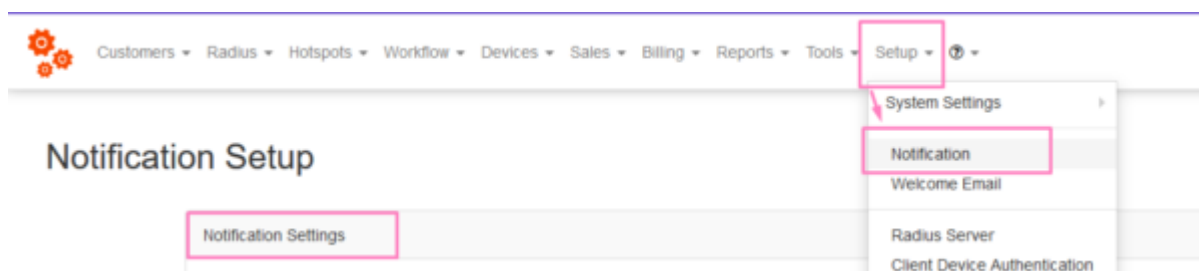 Customers Radius Hotspots Workflow Devices Sales Billing Reports Tools Setup ?
System Settings
Notification Setup
Notification
Welcome Email
Notification Settings
Radius Server
Client Device Authentication